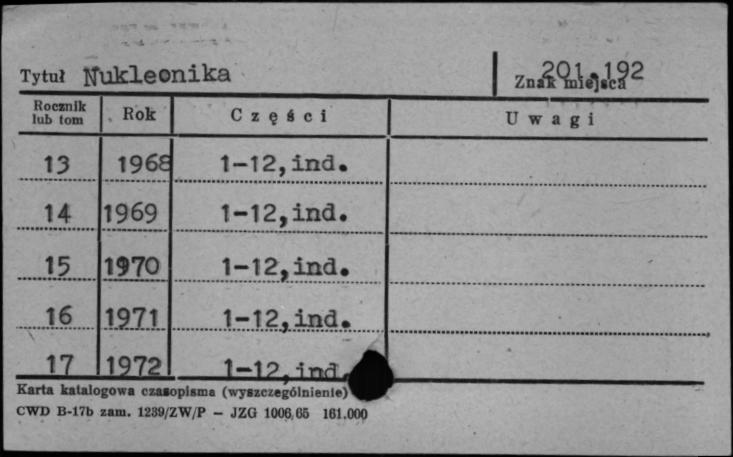 Tytuł Nukleonika Znak miejsca 201.192
Rocznik lub tom Rok Części Uwagi
13 1968 1-12,ind.
14 1969 1-12,ind.
15 1970 1-12,ind.
16 1971 1-12,ind.
17 1972 1-12,ind.
Karta katalogowa czasopisma (wyszczególnienie)
CWD B-17b zam. 1239/ZW/P — JZG 1006,65 161.000